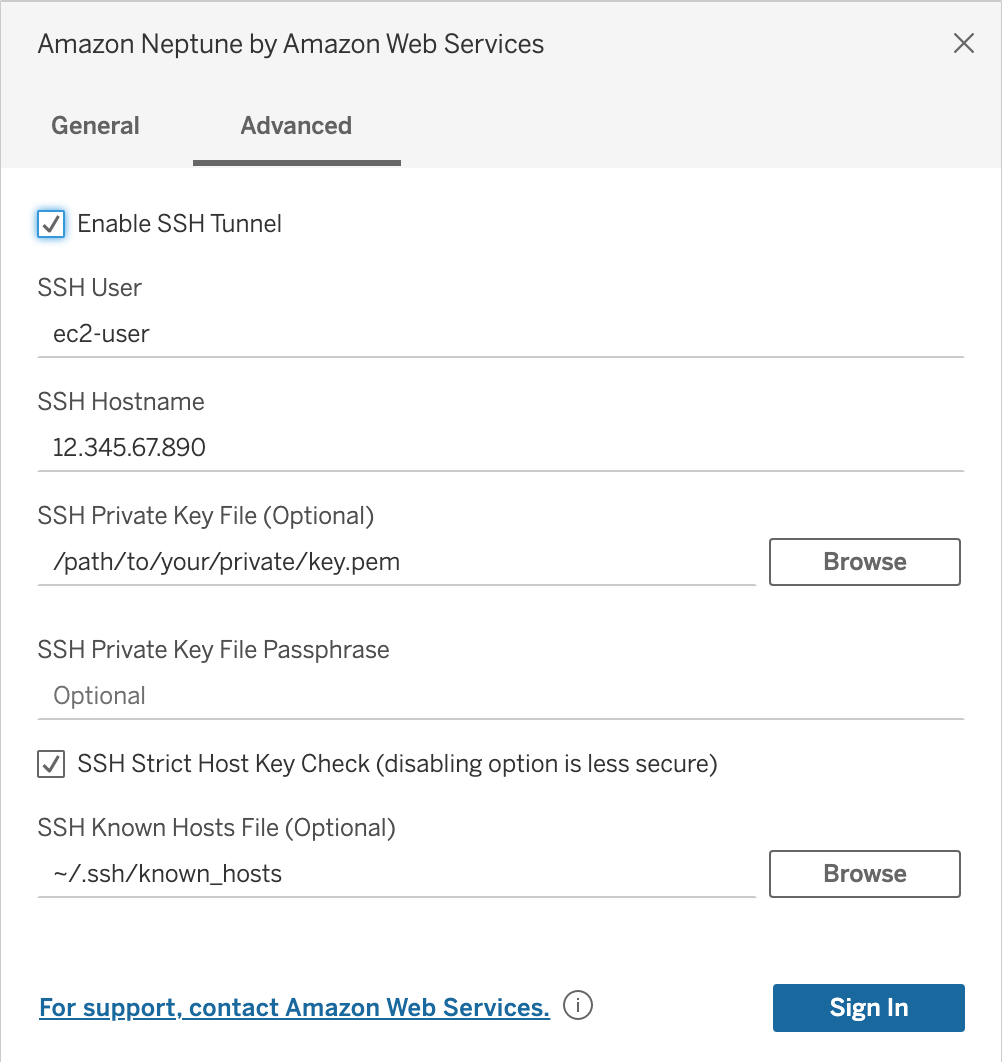 Amazon Neptune by Amazon Web Services
General Advanced
Enable SSH Tunnel
SSH User
ec2-user
SSH Hostname
12.345.67.890
SSH Private Key File (Optional)
/path/to/your/private/key.pem Browse
SSH Private Key File Passphrase
Optional
SSH Strict Host Key Check (disabling option is less secure)
SSH Known Hosts File (Optional)
~/.ssh/known_hosts Browse
For support, contact Amazon Web Services. i Sign In